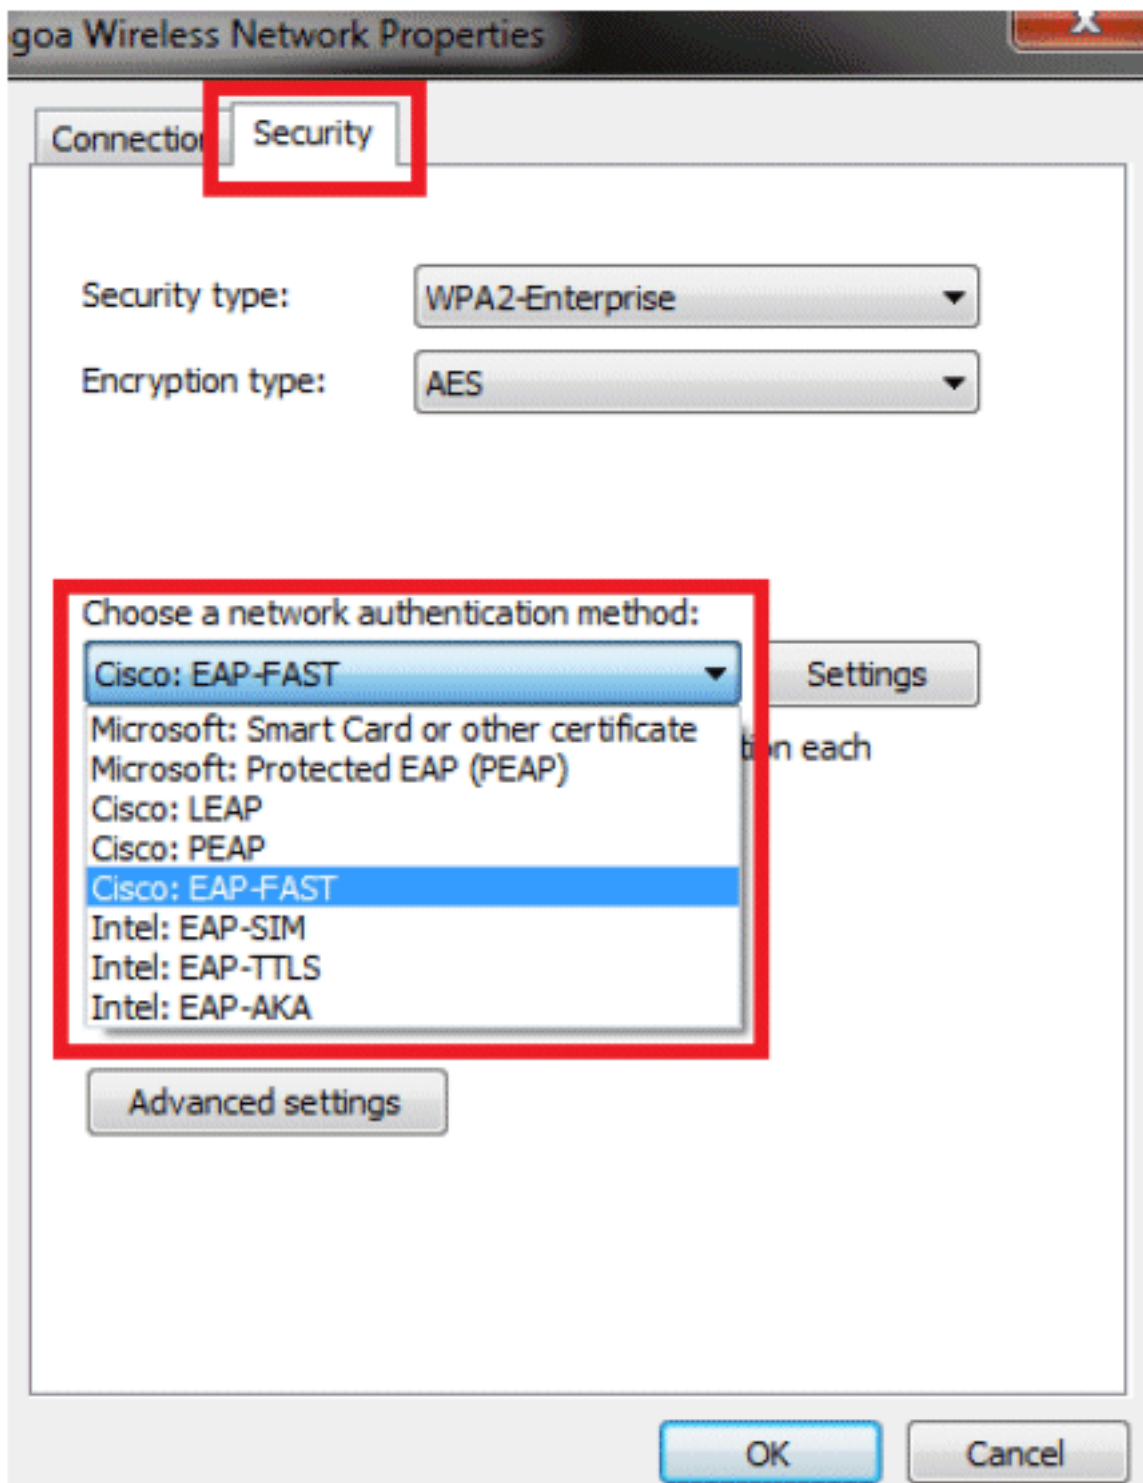 goa Wireless Network Properties
Connection Security
Security type: WPA2-Enterprise
Encryption type: AES
Choose a network authentication method:
Cisco: EAP-FAST Settings
Microsoft: Smart Card or other certificate
each
Microsoft: Protected EAP (PEAP)
Cisco: LEAP
Cisco: PEAP
Cisco: EAP-FAST
Intel: EAP-SIM
Intel: EAP-TTLS
Intel: EAP-AKA
Advanced settings
OK Cancel